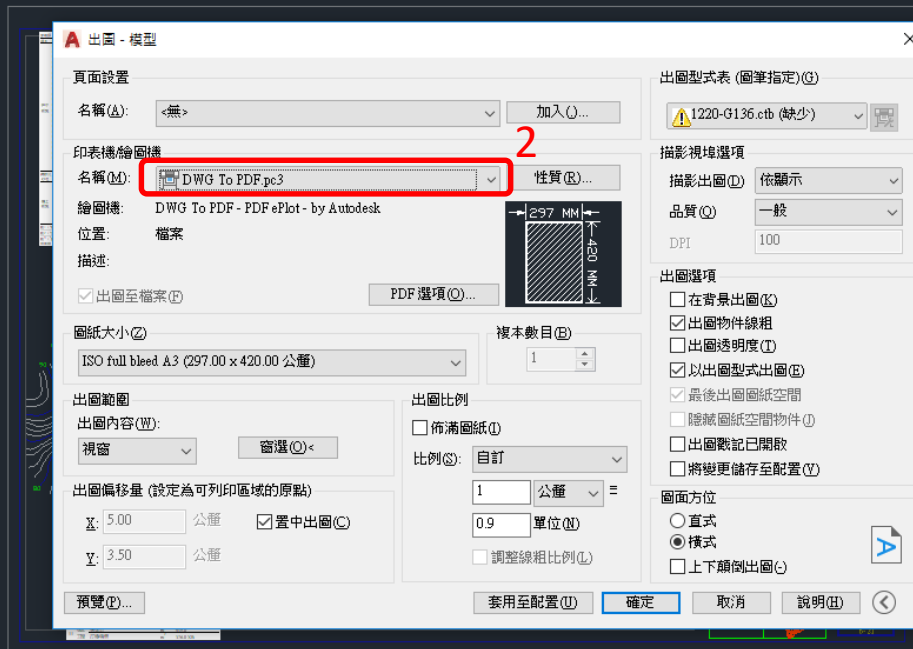 出圖 - 模型
頁面設置
名稱(A): <無> 加入()...
印表機/繪圖機
2
名稱(M): DWG To PDF.pc3 性質(R)...
繪圖機: DWG To PDF - PDF ePlot - by Autodesk
位置: 檔案
描述:
出圖至檔案(F)
PDF 選項(O)...
297 MM
420 MM
圖紙大小(Z)
ISO full bleed A3 (297.00 x 420.00 公釐)
複本數目(B)
1
出圖範圍
出圖內容(W):
視窗 窗選(O)<
出圖偏移量 (設定為可列印區域的原點)
X: 5.00 公釐 置中出圖(C)
Y: 3.50 公釐
出圖比例
佈滿圖紙(I)
比例(S): 自訂
1 公釐 =
0.9 單位(N)
調整線粗比例(L)
出圖型式表 (圖筆指定)(G)
1220-G136.ctb (缺少)
描影視埠選項
描影出圖(D) 依顯示
品質(Q) 一般
DPI 100
出圖選項
在背景出圖(K)
出圖物件線粗
出圖透明度(T)
以出圖型式出圖(E)
最後出圖圖紙空間
隱藏圖紙空間物件(J)
出圖戳記已開啟
將變更儲存至配置(V)
圖面方位
直式
橫式
上下顛倒出圖(-)
A
預覽(P)... 套用至配置(U) 確定 取消 說明(H)